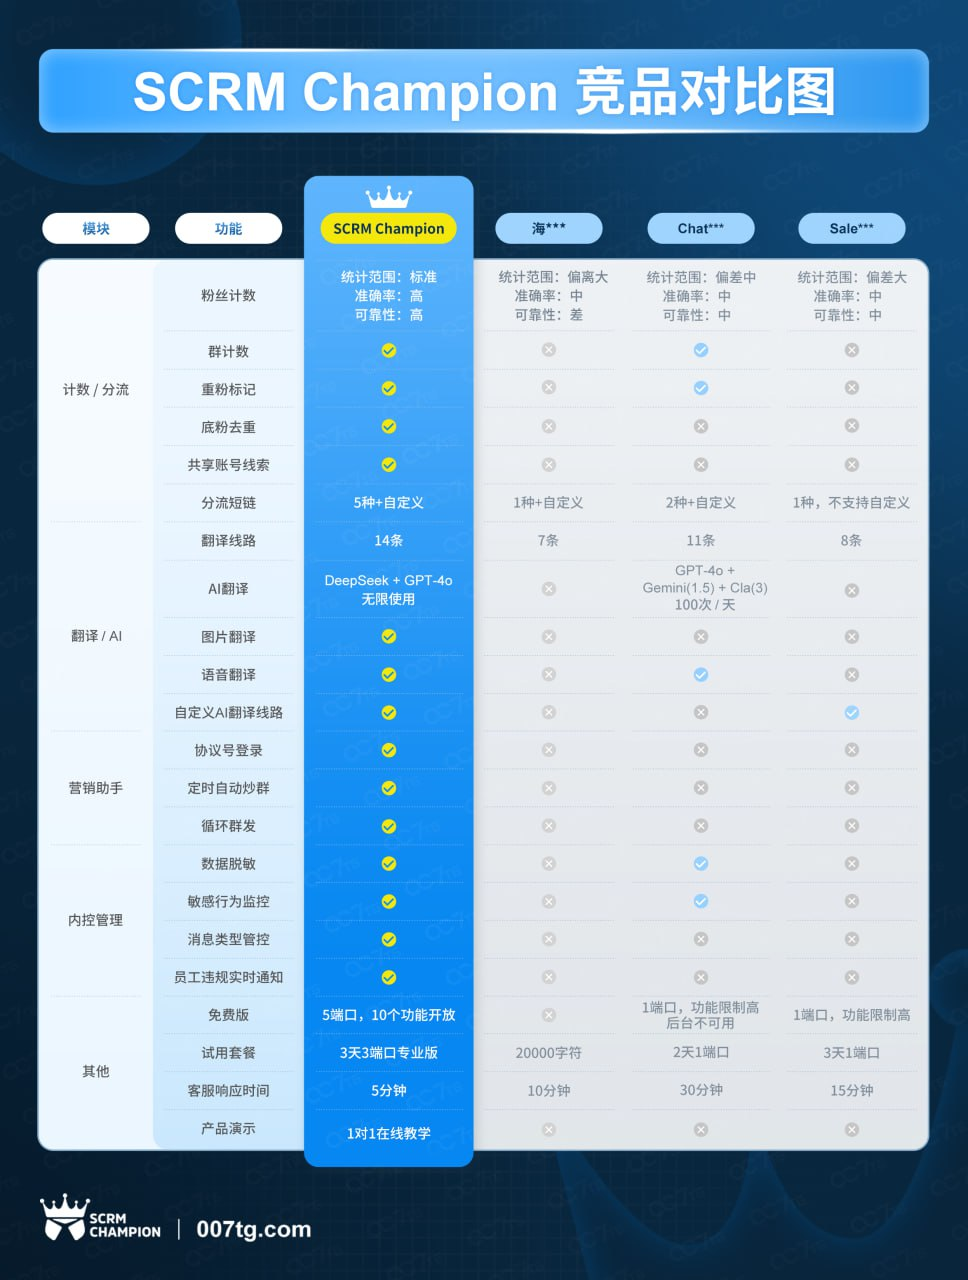 SCRM Champion 竞品对比图
模块
功能
SCRM Champion
海***
Chat***
Sale***
计数 / 分流
粉丝计数
统计范围：标准
准确率：高
可靠性：高
统计范围：偏离大
准确率：中
可靠性：差
统计范围：偏差中
准确率：中
可靠性：中
统计范围：偏差大
准确率：中
可靠性：中
群计数
重粉标记
底粉去重
共享账号线索
分流短链
5种+自定义
1种+自定义
2种+自定义
1种，不支持自定义
翻译 / AI
翻译线路
14条
7条
11条
8条
AI翻译
DeepSeek + GPT-4o
无限使用
GPT-4o +
Gemini(1.5) + Cla(3)
100次 / 天
图片翻译
语音翻译
自定义AI翻译线路
营销助手
协议号登录
定时自动炒群
循环群发
内控管理
数据脱敏
敏感行为监控
消息类型管控
员工违规实时通知
其他
免费版
5端口，10个功能开放
1端口，功能限制高
后台不可用
1端口，功能限制高
试用套餐
3天3端口专业版
20000字符
2天1端口
3天1端口
客服响应时间
5分钟
10分钟
30分钟
15分钟
产品演示
1对1在线教学
SCRM
CHAMPION
007tg.com